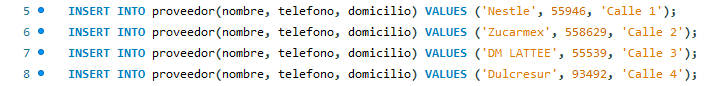 5 INSERT INTO proveedor(nombre, telefono, domicilio) VALUES ('Nestle', 55946, 'Calle 1');
6 INSERT INTO proveedor(nombre, telefono, domicilio) VALUES ('Zucarmex', 558629, 'Calle 2');
7 INSERT INTO proveedor(nombre, telefono, domicilio) VALUES ('DM LATTEE', 55539, 'Calle 3');
8 INSERT INTO proveedor(nombre, telefono, domicilio) VALUES ('Dulcresur', 93492, 'Calle 4');